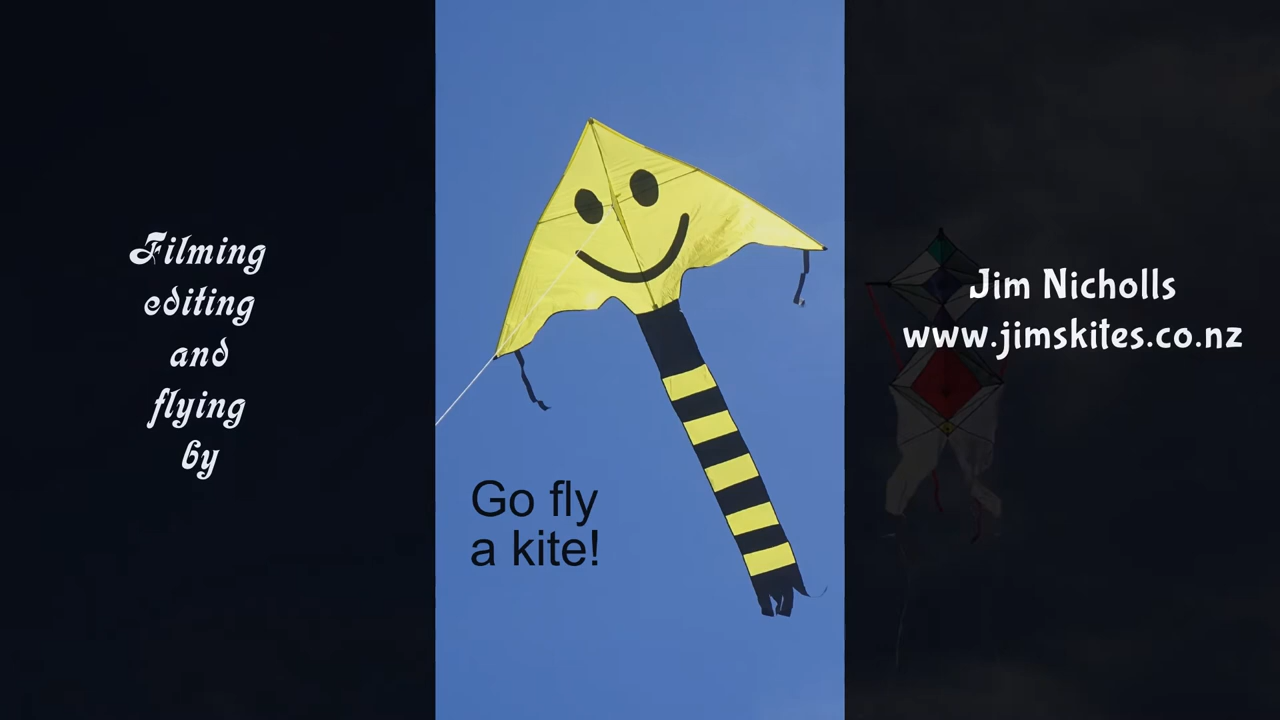 Filming
editing
and
flying
by
Go fly
a kite!
Jim Nicholls
www.jimskites.co.nz